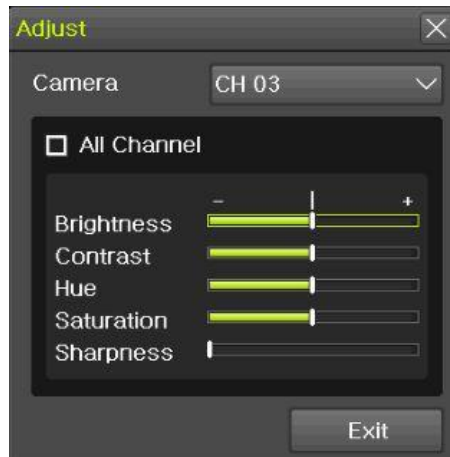 Adjust
Camera CH 03
All Channel
- | +
Brightness
Contrast
Hue
Saturation
Sharpness
Exit